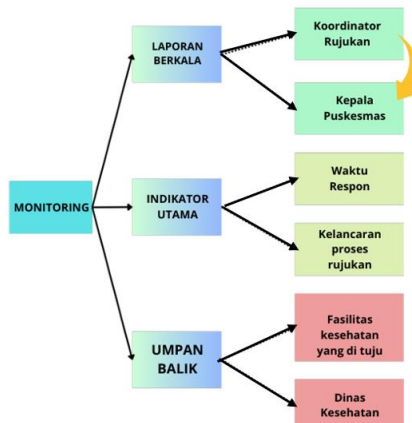 MONITORING
LAPORAN
BERKALA
Koordinator
Rujukan
Kepala
Puskesmas
INDIKATOR
UTAMA
Waktu
Respon
Kelancaran
proses
rujukan
UMPAN
BALIK
Fasilitas
kesehatan
yang di tuju
Dinas
Kesehatan